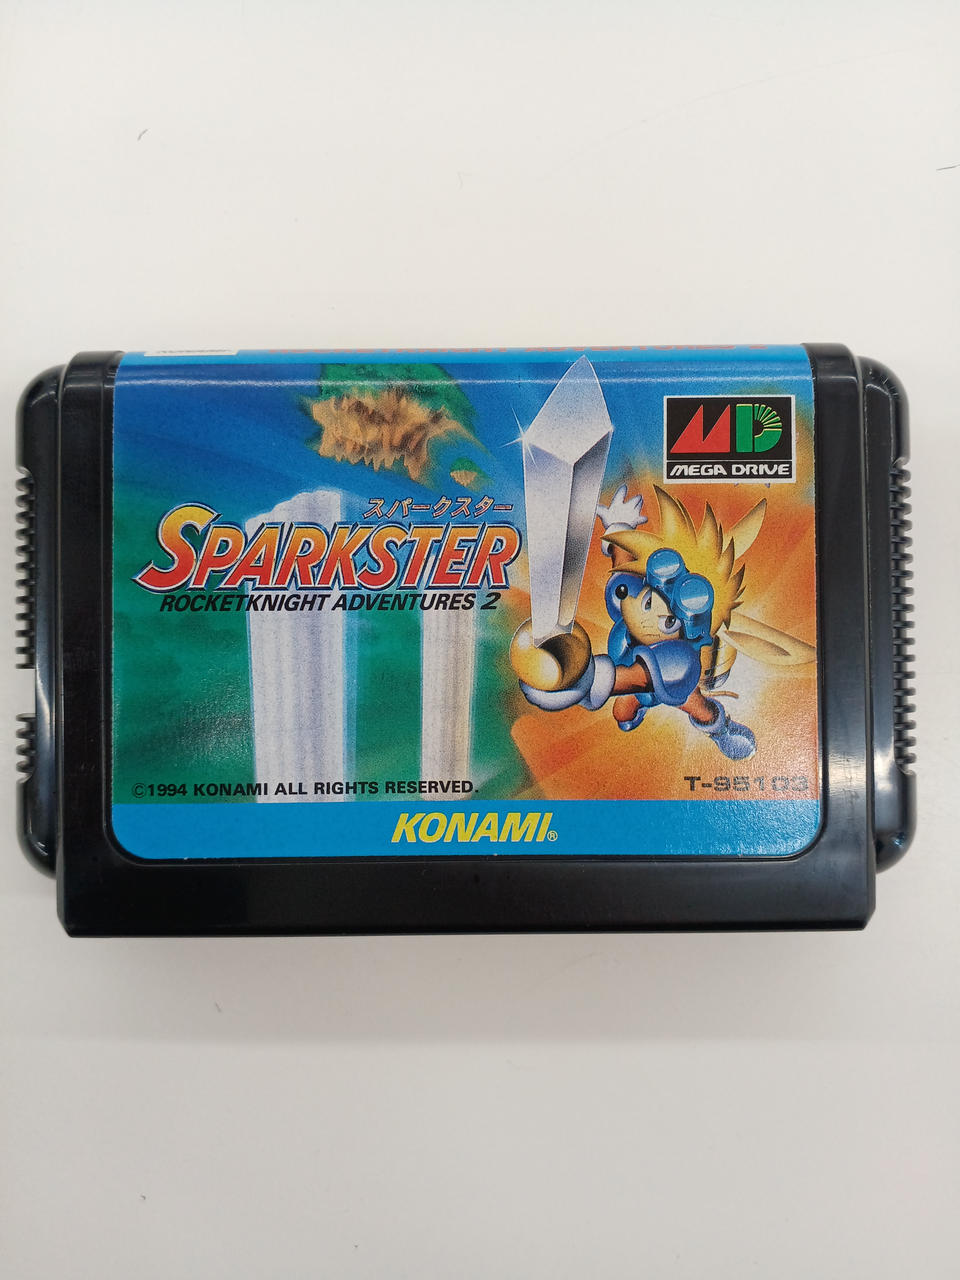 MD
MEGA DRIVE
スパークスター
SPARKSTER
ROCKETKNIGHT ADVENTURES 2
©1994 KONAMI ALL RIGHTS RESERVED.
T-95103
KONAMI®